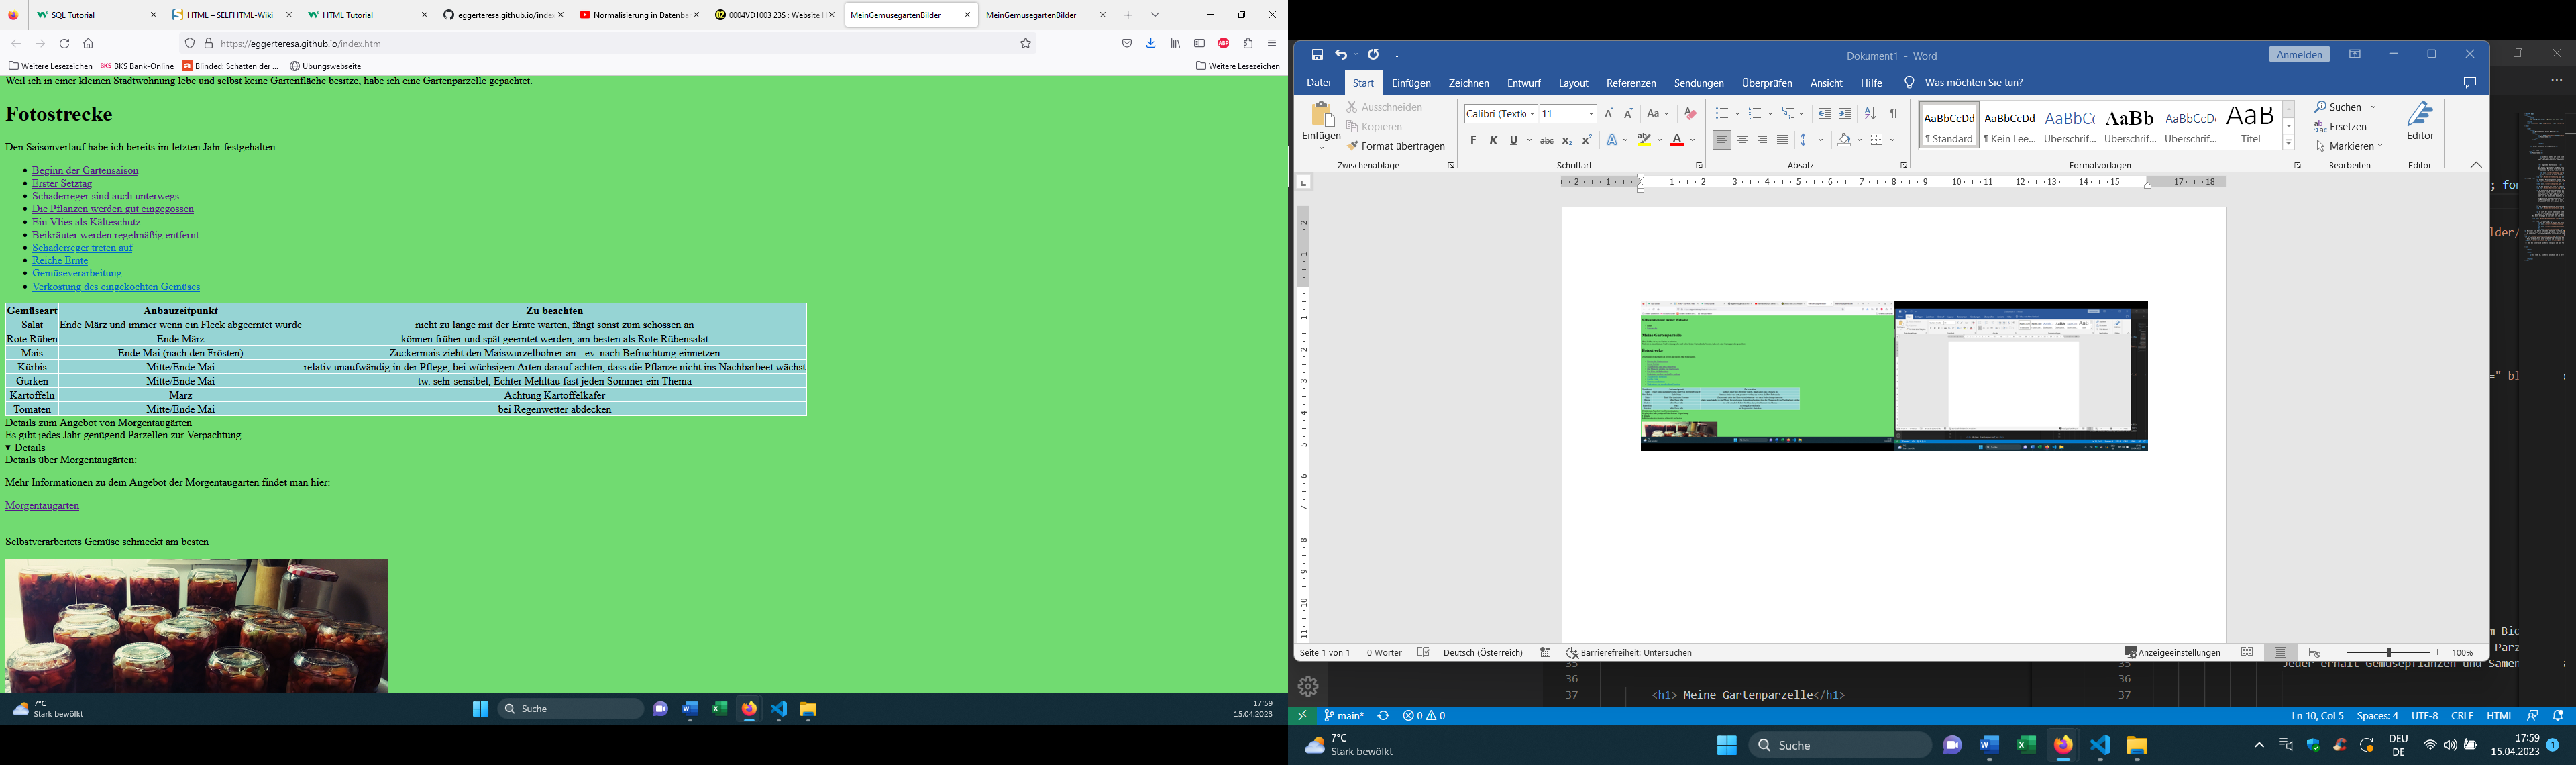 SQL Tutorial
HTML – SELFHTML-Wiki
HTML Tutorial
eggerteresa.github.io/inde
Normalisierung in Datenba
0004VD1003 23S : Website H
MeinGemüsegartenBilder
MeinGemüsegartenBilder
https://eggerteresa.github.io/index.html
Weitere Lesezeichen
BKS Bank-Online
Blinded: Schatten der ...
Übungswebseite
Weitere Lesezeichen
Weil ich in einer kleinen Stadtwohnung lebe und selbst keine Gartenfläche besitze, habe ich eine Gartenparzelle gepachtet.
Fotostrecke
Den Saisonverlauf habe ich bereits im letzten Jahr festgehalten.
Beginn der Gartensaison
Erster Setztag
Schaderreger sind auch unterwegs
Die Pflanzen werden gut eingegossen
Ein Vlies als Kälteschutz
Beikräuter werden regelmäßig entfernt
Schaderreger treten auf
Reiche Ernte
Gemüseverarbeitung
Verkostung des eingekochten Gemüses
Gemüseart Anbauzeitpunkt Zu beachten
Salat Ende März und immer wenn ein Fleck abgeerntet wurde nicht zu lange mit der Ernte warten, fängt sonst zum schossen an
Rote Rüben Ende März können früher und spät geerntet werden, am besten als Rote Rübensalat
Mais Ende Mai (nach den Frösten) Zuckermais zieht den Maiswurzelbohrer an - ev. nach Befruchtung einnetzen
Kürbis Mitte/Ende Mai relativ unaufwändig in der Pflege, bei wüchsigen Arten darauf achten, dass die Pflanze nicht ins Nachbarbeet wächst
Gurken Mitte/Ende Mai tw. sehr sensibel, Echter Mehltau fast jeden Sommer ein Thema
Kartoffeln März Achtung Kartoffelkäfer
Tomaten Mitte/Ende Mai bei Regenwetter abdecken
Details zum Angebot von Morgentaugärten
Es gibt jedes Jahr genügend Parzellen zur Verpachtung.
▾ Details
Details über Morgentaugärten:
Mehr Informationen zu dem Angebot der Morgentaugärten findet man hier:
Morgentaugärten
Selbstverarbeitets Gemüse schmeckt am besten
7°C
Stark bewölkt
Suche
17:59
15.04.2023
Dokument1 - Word
Anmelden
Datei Start Einfügen Zeichnen Entwurf Layout Referenzen Sendungen Überprüfen Ansicht Hilfe Was möchten Sie tun?
Einfügen
Ausschneiden
Kopieren
Format übertragen
Zwischenablage
Calibri (Textk 11
F K U abc x₂ x²
Schriftart
Absatz
AaBbCcDd AaBbCcDd AaBbCc AaBb AaBbCcD AaB
¶ Standard ¶ Kein Lee... Überschrif... Überschrif... Überschrif... Titel
Formatvorlagen
Suchen
Ersetzen
Markieren
Bearbeiten
Editor
Editor
; for
lder/
="_bl
Seite 1 von 1 0 Wörter Deutsch (Österreich) Barrierefreiheit: Untersuchen Anzeigeeinstellungen 100%
m Bio
Parz
Jeder erhält Gemüsepflanzen und Samen
35
36
37 <h1> Meine Gartenparzelle</h1>
35
36
37
main* 0 0 Ln 10, Col 5 Spaces: 4 UTF-8 CRLF HTML
7°C
Stark bewölkt
Suche
DEU
DE
17:59
15.04.2023
1